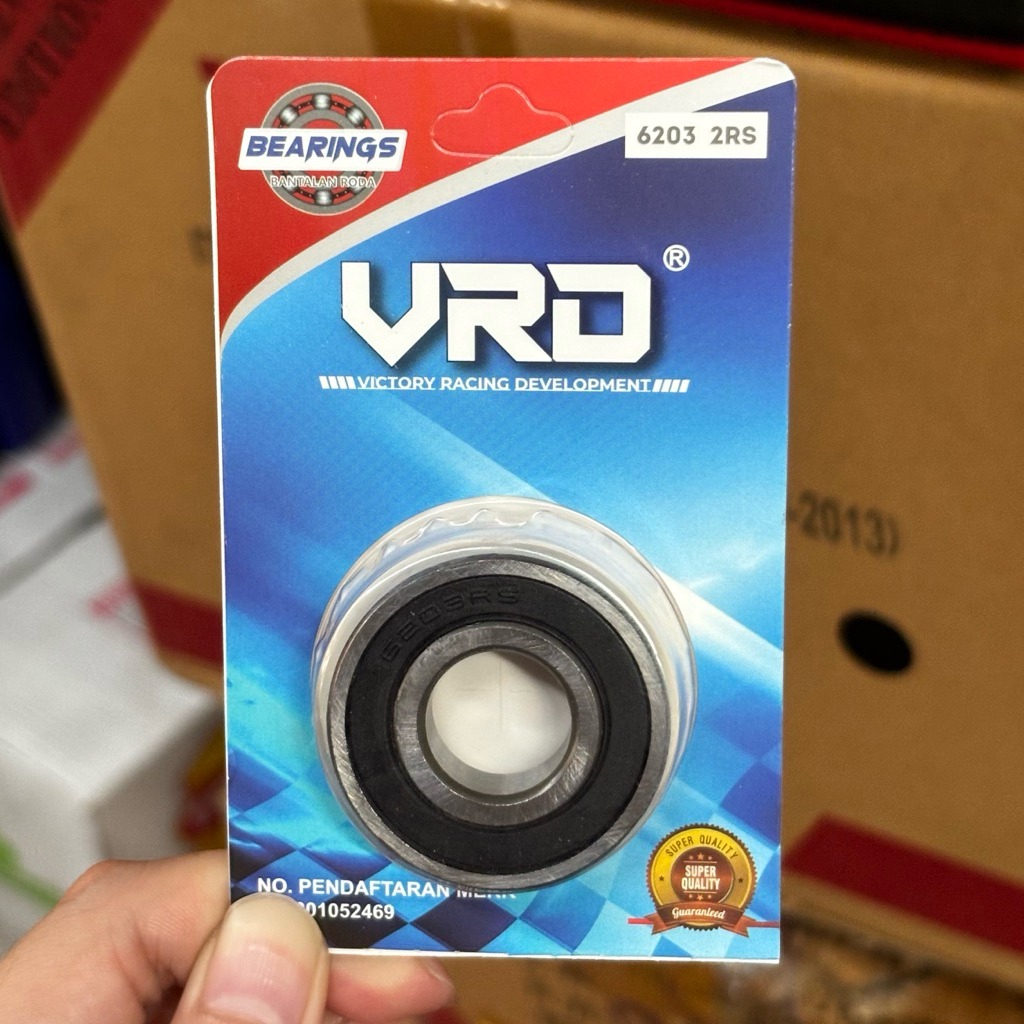 BEARINGS
BANTALAN RODA
6203 2RS
VRD®
VICTORY RACING DEVELOPMENT
6203RS
SUPER QUALITY
SUPER
QUALITY
Guaranteed
NO. PENDAFTARAN MERK
01052469
-2013)